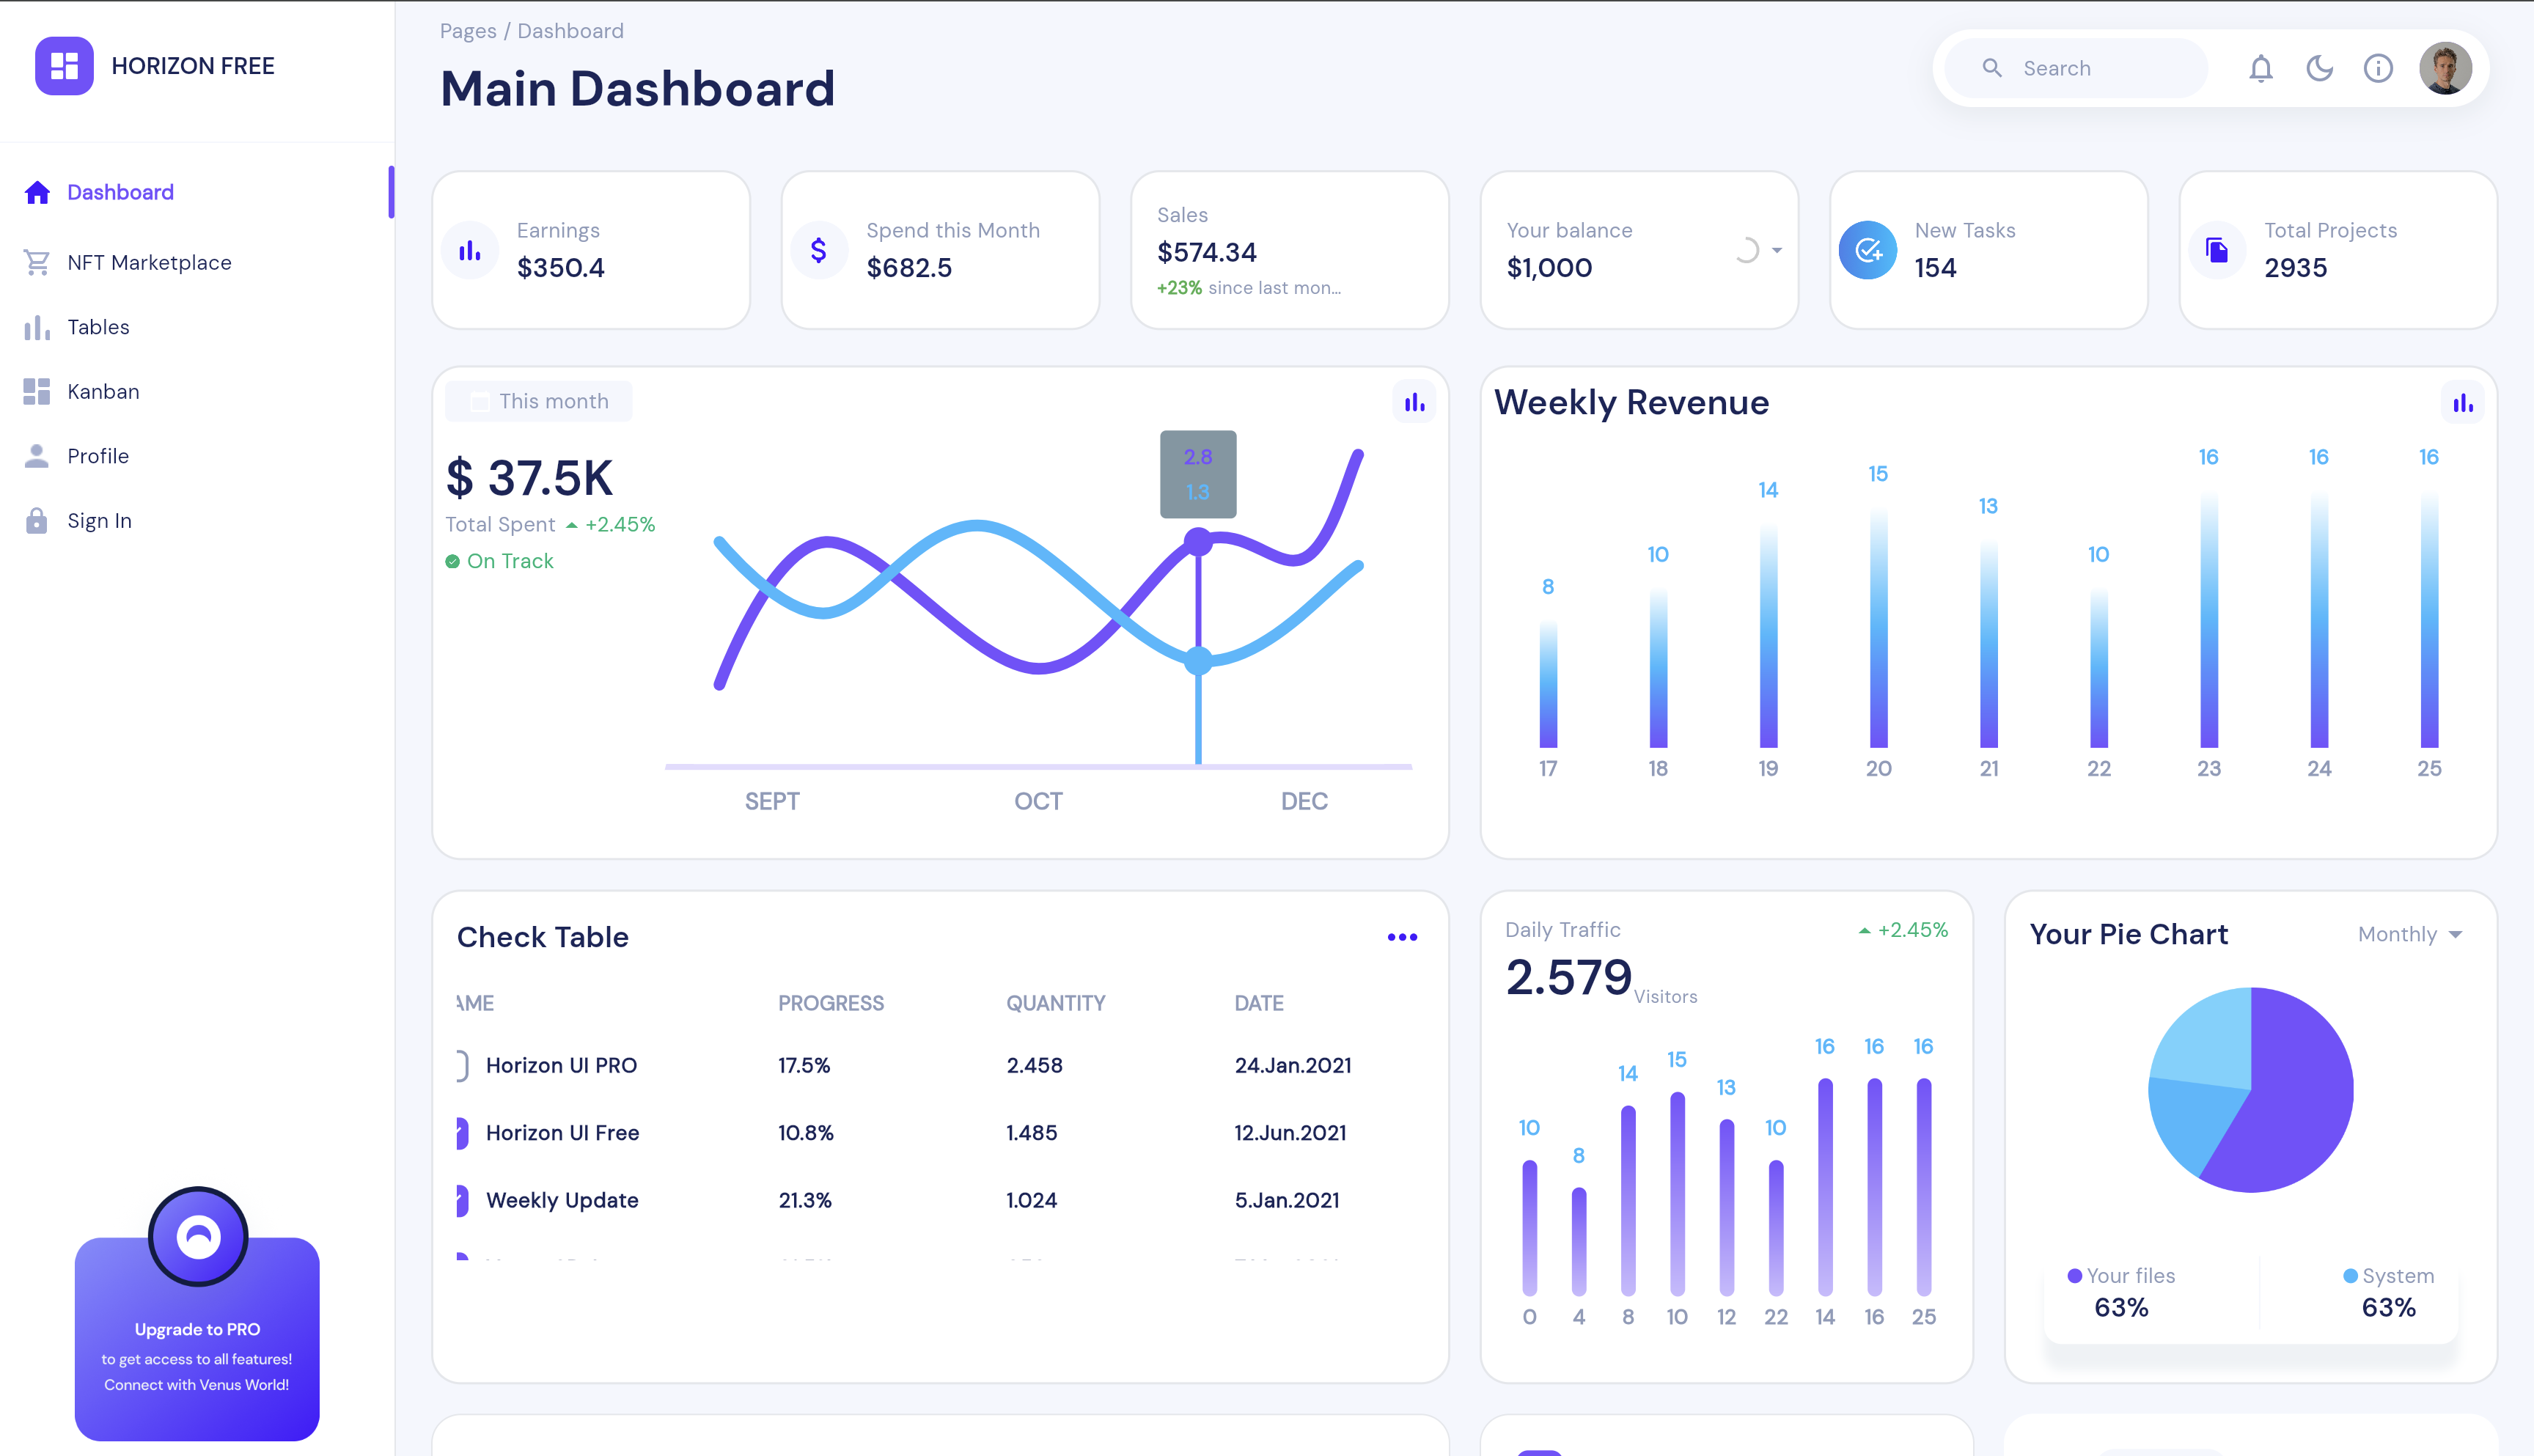 HORIZON FREE
Dashboard
NFT Marketplace
Tables
Kanban
Profile
Sign In
Upgrade to PRO
to get access to all features!
Connect with Venus World!
Pages / Dashboard
Main Dashboard
Search
Earnings
$350.4
Spend this Month
$682.5
Sales
$574.34
+23% since last mon...
Your balance
$1,000
New Tasks
154
Total Projects
2935
This month
$ 37.5K
Total Spent +2.45%
On Track
2.8
1.3
SEPT OCT DEC
Weekly Revenue
8 10 14 15 13 10 16 16 16
17 18 19 20 21 22 23 24 25
Check Table
AME PROGRESS QUANTITY DATE
Horizon UI PRO 17.5% 2.458 24.Jan.2021
Horizon UI Free 10.8% 1.485 12.Jun.2021
Weekly Update 21.3% 1.024 5.Jan.2021
Daily Traffic +2.45%
2.579 Visitors
10 8 14 15 13 10 16 16 16
0 4 8 10 12 22 14 16 25
Your Pie Chart Monthly
Your files System
63% 63%